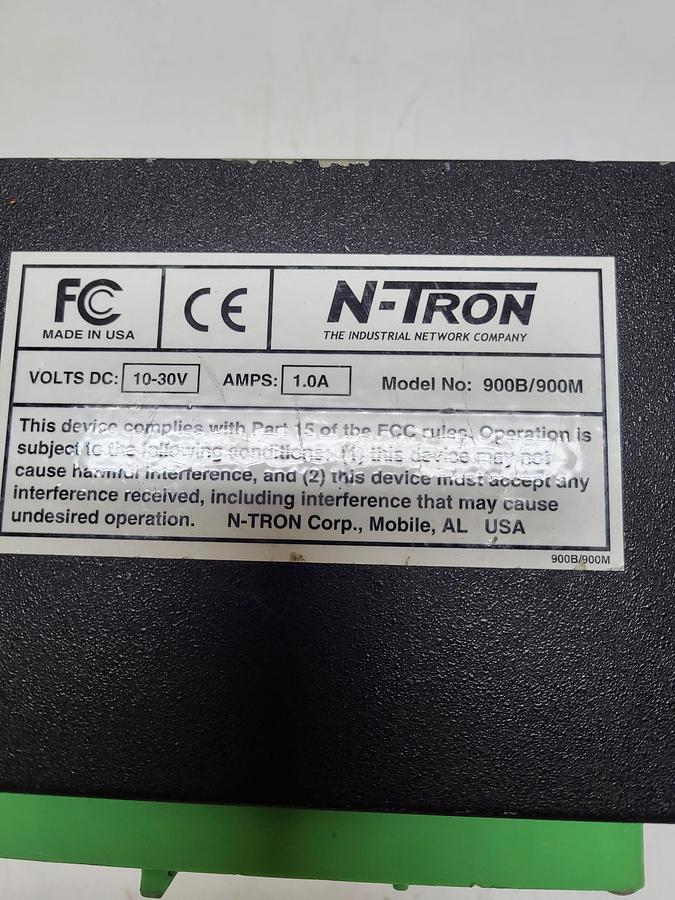 FC
MADE IN USA
CE
N-TRON
THE INDUSTRIAL NETWORK COMPANY
VOLTS DC: 10-30V AMPS: 1.0A Model No: 900B/900M
This device complies with Part 15 of the FCC rules. Operation is
subject to the following conditions: (1) this device may not
cause harmful interference, and (2) this device must accept any
interference received, including interference that may cause
undesired operation. N-TRON Corp., Mobile, AL USA
900B/900M